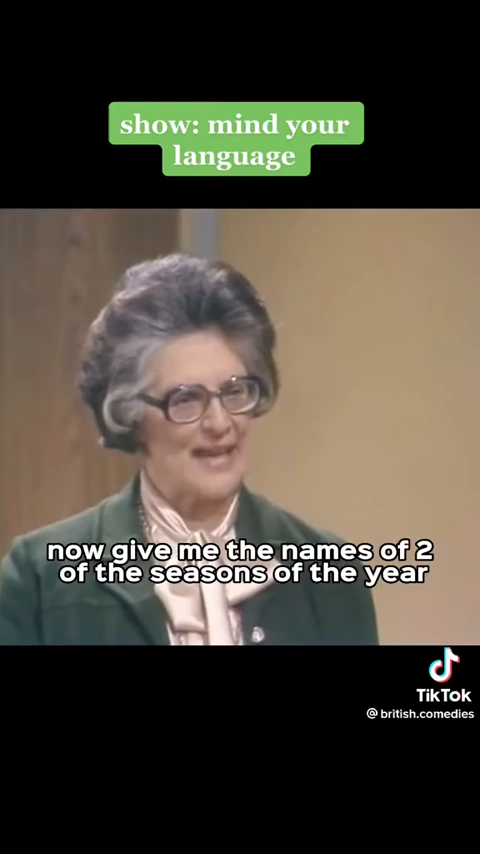 show: mind your
language
now give me the names of 2
of the seasons of the year
TikTok
@british.comedies